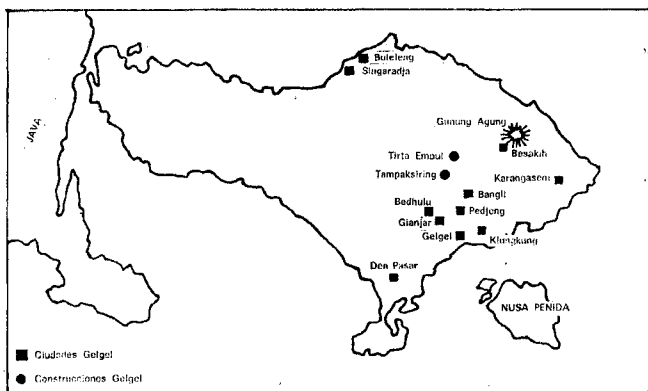 Buleleng
Singaradja
Gunung Agung
JAVA
Besakih
Tirta Empul
Karangasem
Tampaksiring
Bangli
Bedhulu
Pedjeng
Gianjar
Klungkung
Gelgel
Den Pasar
NUSA PENIDA
Ciudades Gelgel
Construcciones Gelgel